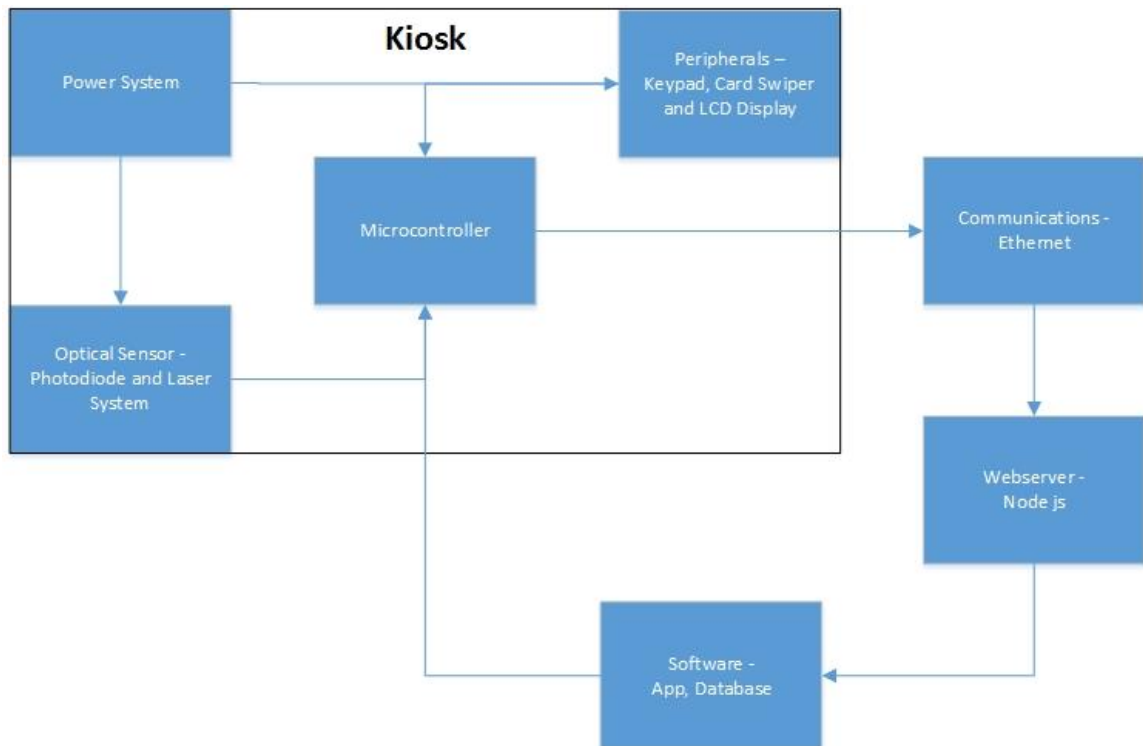 Kiosk
Power System
Peripherals –
Keypad, Card Swiper
and LCD Display
Microcontroller
Communications -
Ethernet
Optical Sensor -
Photodiode and Laser
System
Webserver -
Node js
Software -
App, Database